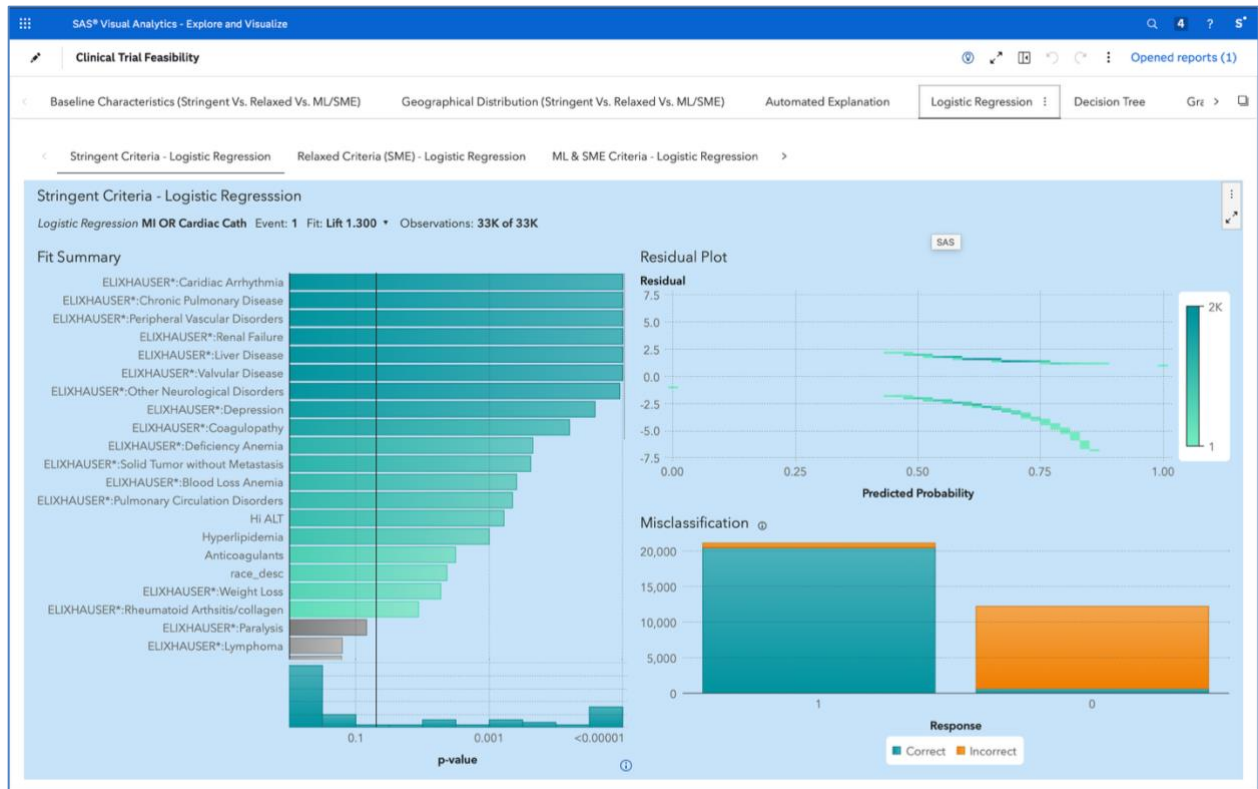 SAS® Visual Analytics - Explore and Visualize
4
?
S
Clinical Trial Feasibility
Opened reports (1)
Baseline Characteristics (Stringent Vs. Relaxed Vs. ML/SME)
Geographical Distribution (Stringent Vs. Relaxed Vs. ML/SME)
Automated Explanation
Logistic Regression
Decision Tree
Gra
Stringent Criteria - Logistic Regression
Relaxed Criteria (SME) - Logistic Regression
ML & SME Criteria - Logistic Regression
Stringent Criteria - Logistic Regresssion
Logistic Regression MI OR Cardiac Cath Event: 1 Fit: Lift 1.300 Observations: 33K of 33K
SAS
Fit Summary
ELIXHAUSER*:Caridiac Arrhythmia
ELIXHAUSER*:Chronic Pulmonary Disease
ELIXHAUSER*:Peripheral Vascular Disorders
ELIXHAUSER*:Renal Failure
ELIXHAUSER*:Liver Disease
ELIXHAUSER*:Valvular Disease
ELIXHAUSER*:Other Neurological Disorders
ELIXHAUSER*:Depression
ELIXHAUSER*:Coagulopathy
ELIXHAUSER*:Deficiency Anemia
ELIXHAUSER*:Solid Tumor without Metastasis
ELIXHAUSER*:Blood Loss Anemia
ELIXHAUSER*:Pulmonary Circulation Disorders
Hi ALT
Hyperlipidemia
Anticoagulants
race_desc
ELIXHAUSER*:Weight Loss
ELIXHAUSER*:Rheumatoid Arthsitis/collagen
ELIXHAUSER*:Paralysis
ELIXHAUSER*:Lymphoma
0.1 0.001 <0.00001
p-value
Residual Plot
Residual
7.5
5.0
2.5
0.0
-2.5
-5.0
-7.5
0.00 0.25 0.50 0.75 1.00
Predicted Probability
2K
1
Misclassification
20,000
15,000
10,000
5,000
0
1 0
Response
Correct Incorrect